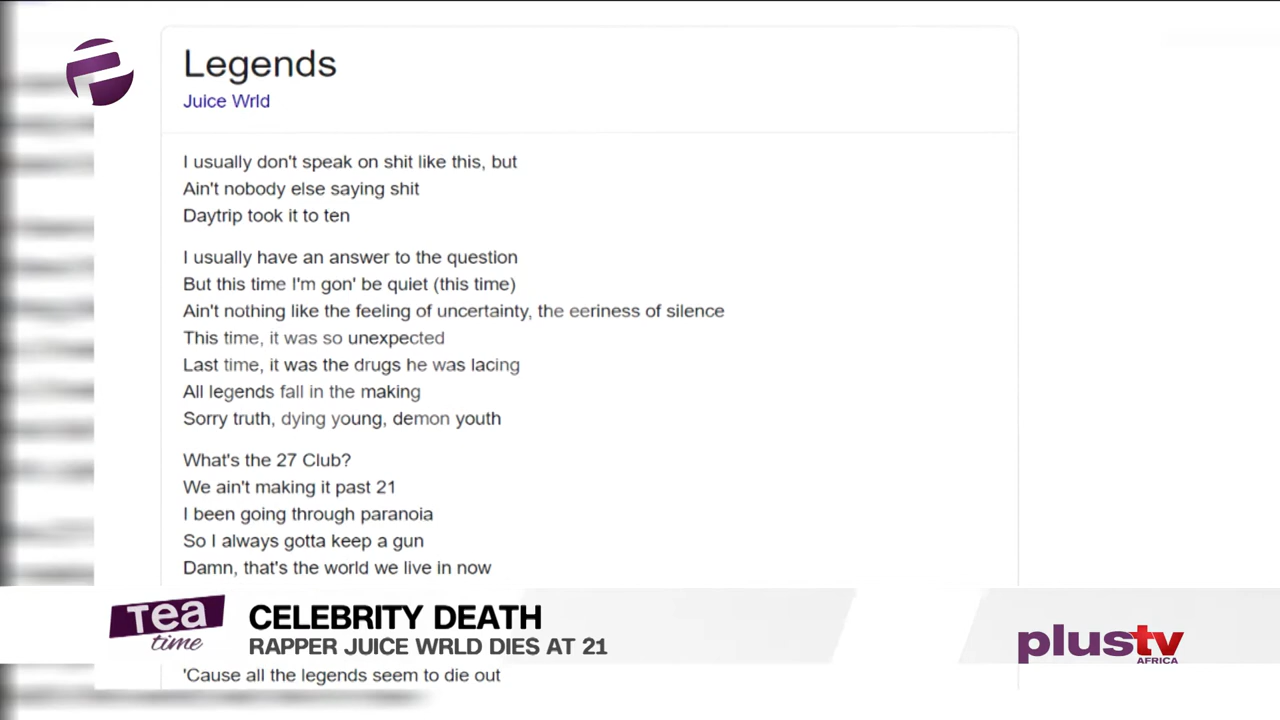 Legends
Juice Wrld
I usually don't speak on shit like this, but
Ain't nobody else saying shit
Daytrip took it to ten
I usually have an answer to the question
But this time I'm gon' be quiet (this time)
Ain't nothing like the feeling of uncertainty, the eeriness of silence
This time, it was so unexpected
Last time, it was the drugs he was lacing
All legends fall in the making
Sorry truth, dying young, demon youth
What's the 27 Club?
We ain't making it past 21
I been going through paranoia
So I always gotta keep a gun
Damn, that's the world we live in now
Tea
time
CELEBRITY DEATH
RAPPER JUICE WRLD DIES AT 21
plustv
AFRICA
'Cause all the legends seem to die out